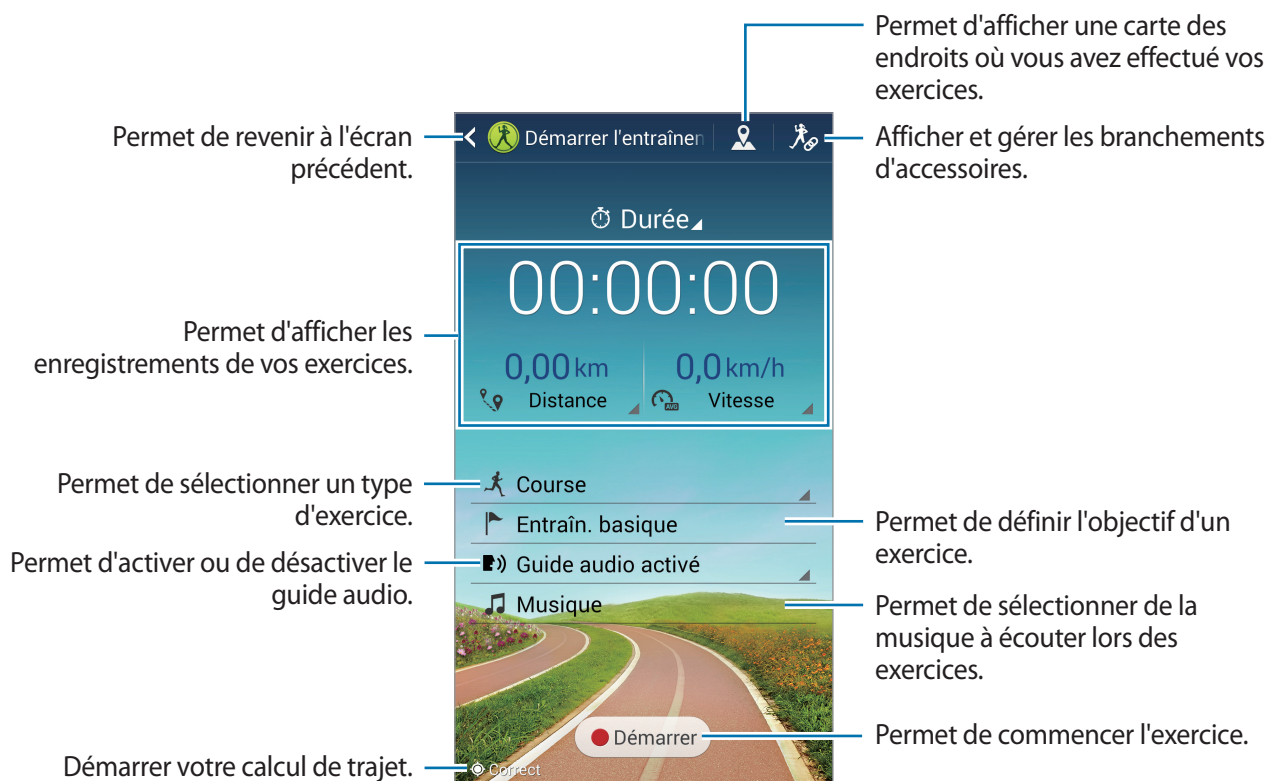 Permet d'afficher une carte des
endroits où vous avez effectué vos
exercices.
Permet de revenir à l'écran
précédent.
Démarrer l'entraînen
Afficher et gérer les branchements
d'accessoires.
Durée
00:00:00
Permet d'afficher les
enregistrements de vos exercices.
0,00 km
0,0 km/h
Distance
AVG
Vitesse
Permet de sélectionner un type
d'exercice.
Course
Entraîn. basique
Permet de définir l'objectif d'un
exercice.
Permet d'activer ou de désactiver le
guide audio.
Guide audio activé
Musique
Permet de sélectionner de la
musique à écouter lors des
exercices.
Démarrer
Permet de commencer l'exercice.
Démarrer votre calcul de trajet.
Correct